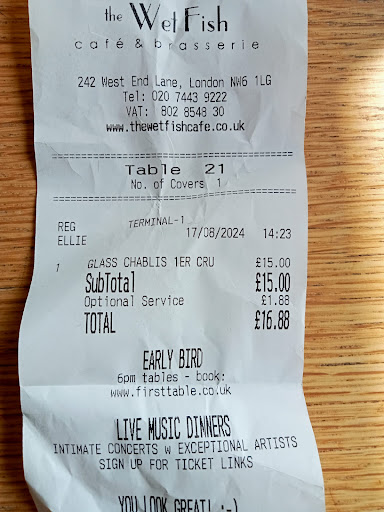 the Wet Fish
café & brasserie
242 West End Lane, London NW6 1LG
Tel: 020 7443 9222
VAT: 802 8548 30
www.thewetfishcafe.co.uk
========================================
Table 21
No. of Covers 1
========================================
REG TERMINAL-1
ELLIE 17/08/2024 14:23
1 GLASS CHABLIS 1ER CRU £15.00
SubTotal £15.00
Optional Service £1.88
TOTAL £16.88
EARLY BIRD
6pm tables - book:
www.firsttable.co.uk
LIVE MUSIC DINNERS
INTIMATE CONCERTS w EXCEPTIONAL ARTISTS
SIGN UP FOR TICKET LINKS
YOU LOOK GREAT! :-)